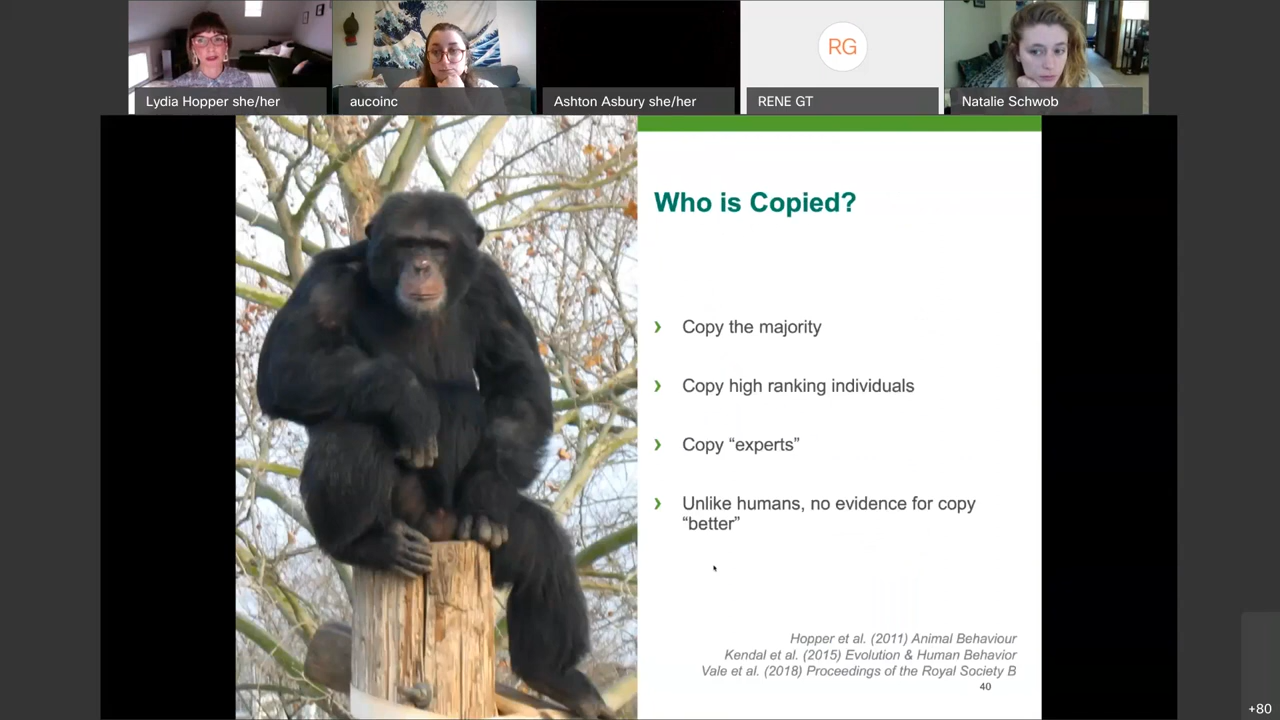 Lydia Hopper she/her
aucoinc
Ashton Asbury she/her
RG
RENE GT
Natalie Schwob
Who is Copied?
› Copy the majority
› Copy high ranking individuals
› Copy “experts”
› Unlike humans, no evidence for copy
“better”
Hopper et al. (2011) Animal Behaviour
Kendal et al. (2015) Evolution & Human Behavior
Vale et al. (2018) Proceedings of the Royal Society B
40
+80